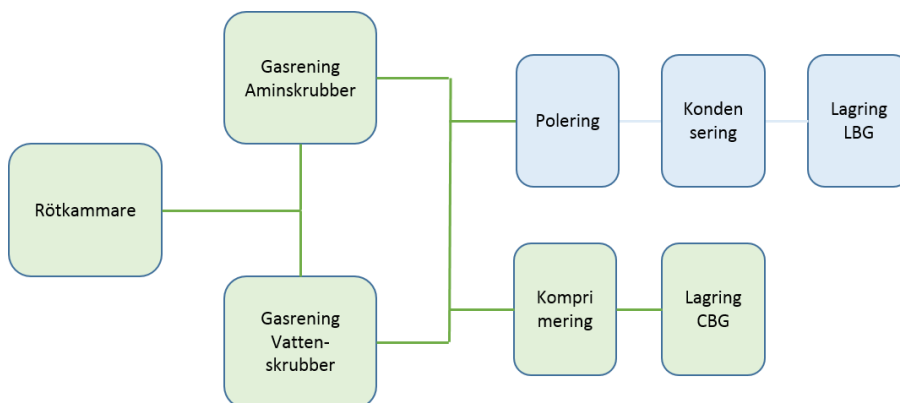 Rötkammare
Gasrening
Aminskrubber
Gasrening
Vatten-
skrubber
Polering
Konden
sering
Lagring
LBG
Kompri
mering
Lagring
CBG